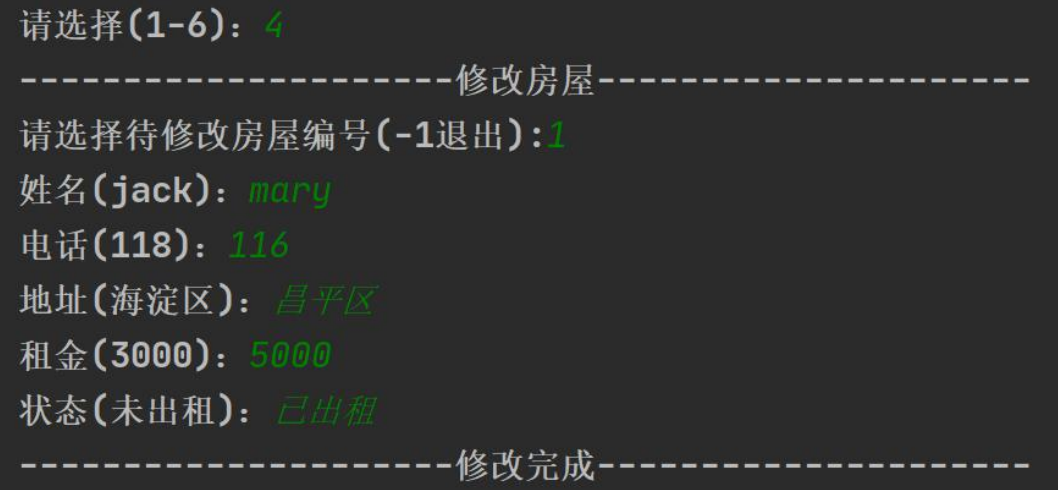 请选择(1-6): 4
---------------------修改房屋---------------------
请选择待修改房屋编号(-1退出):1
姓名(jack): mary
电话(118): 116
地址(海淀区): 昌平区
租金(3000): 5000
状态(未出租): 已出租
---------------------修改完成---------------------